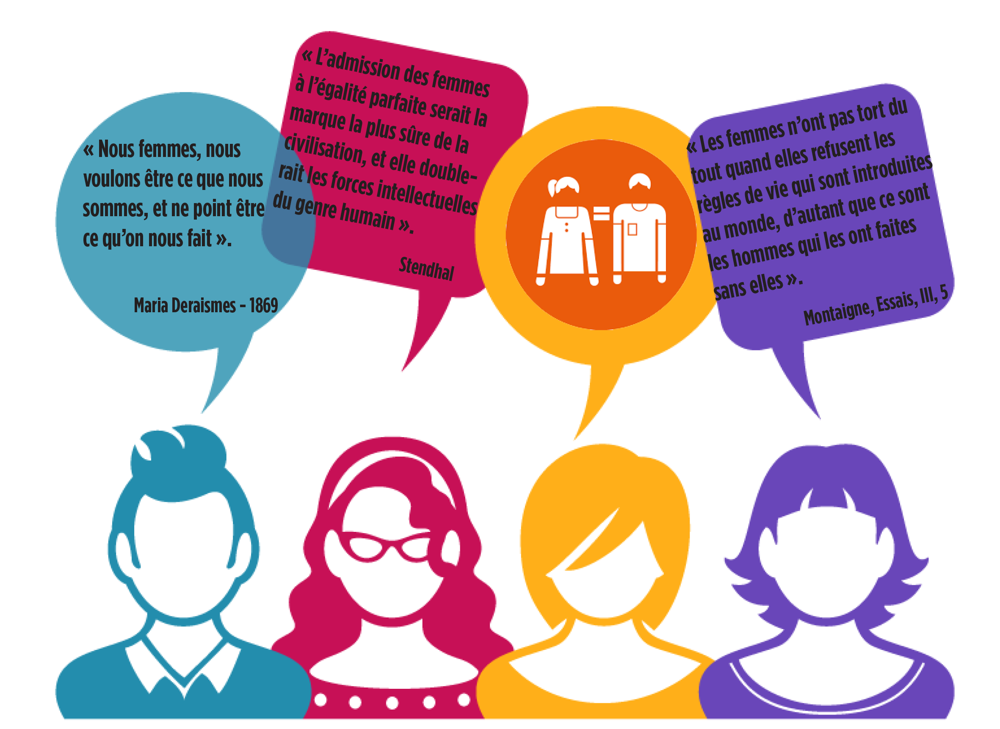 « Nous femmes, nous
voulons être ce que nous
sommes, et ne point être
ce qu’on nous fait ».
Maria Deraismes – 1869
« L’admission des femmes
à l’égalité parfaite serait la
marque la plus sûre de la
civilisation, et elle double-
rait les forces intellectuelles
du genre humain ».
Stendhal
« Les femmes n’ont pas tort du
tout quand elles refusent les
règles de vie qui sont introduites
au monde, d’autant que ce sont
les hommes qui les ont faites
sans elles ».
Montaigne, Essais, III, 5